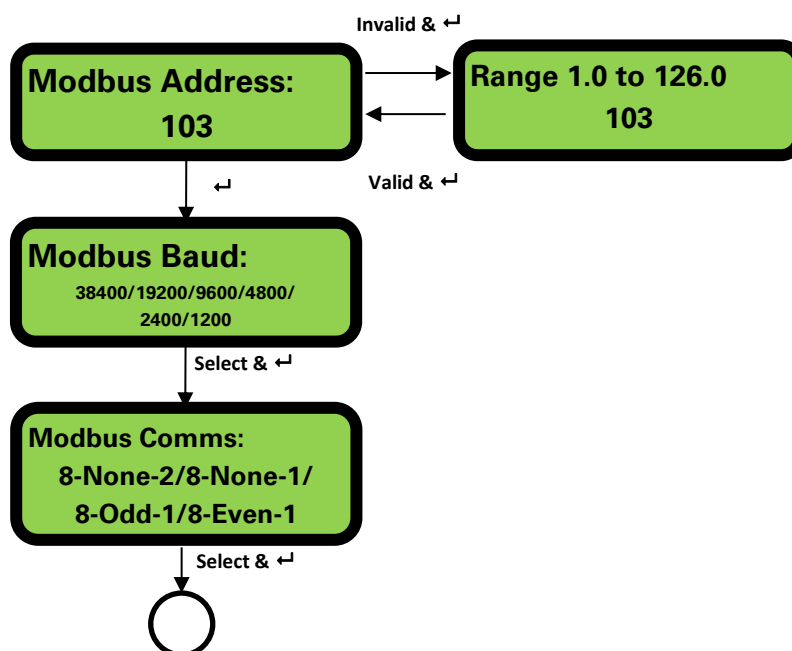 Invalid & ↵
Modbus Address:
103
Range 1.0 to 126.0
103
↵
Valid & ↵
Modbus Baud:
38400/19200/9600/4800/
2400/1200
Select & ↵
Modbus Comms:
8-None-2/8-None-1/
8-Odd-1/8-Even-1
Select & ↵